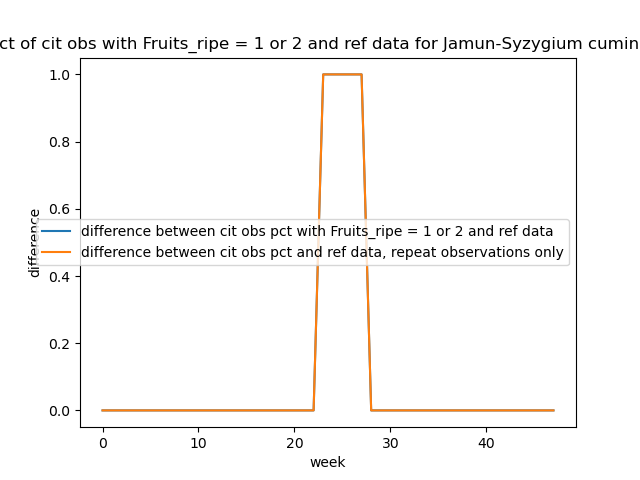 ct of cit obs with Fruits_ripe = 1 or 2 and ref data for Jamun-Syzygium cumin
1.0
0.8
0.6
0.4
0.2
0.0
difference
difference between cit obs pct with Fruits_ripe = 1 or 2 and ref data
difference between cit obs pct and ref data, repeat observations only
0 10 20 30 40
week